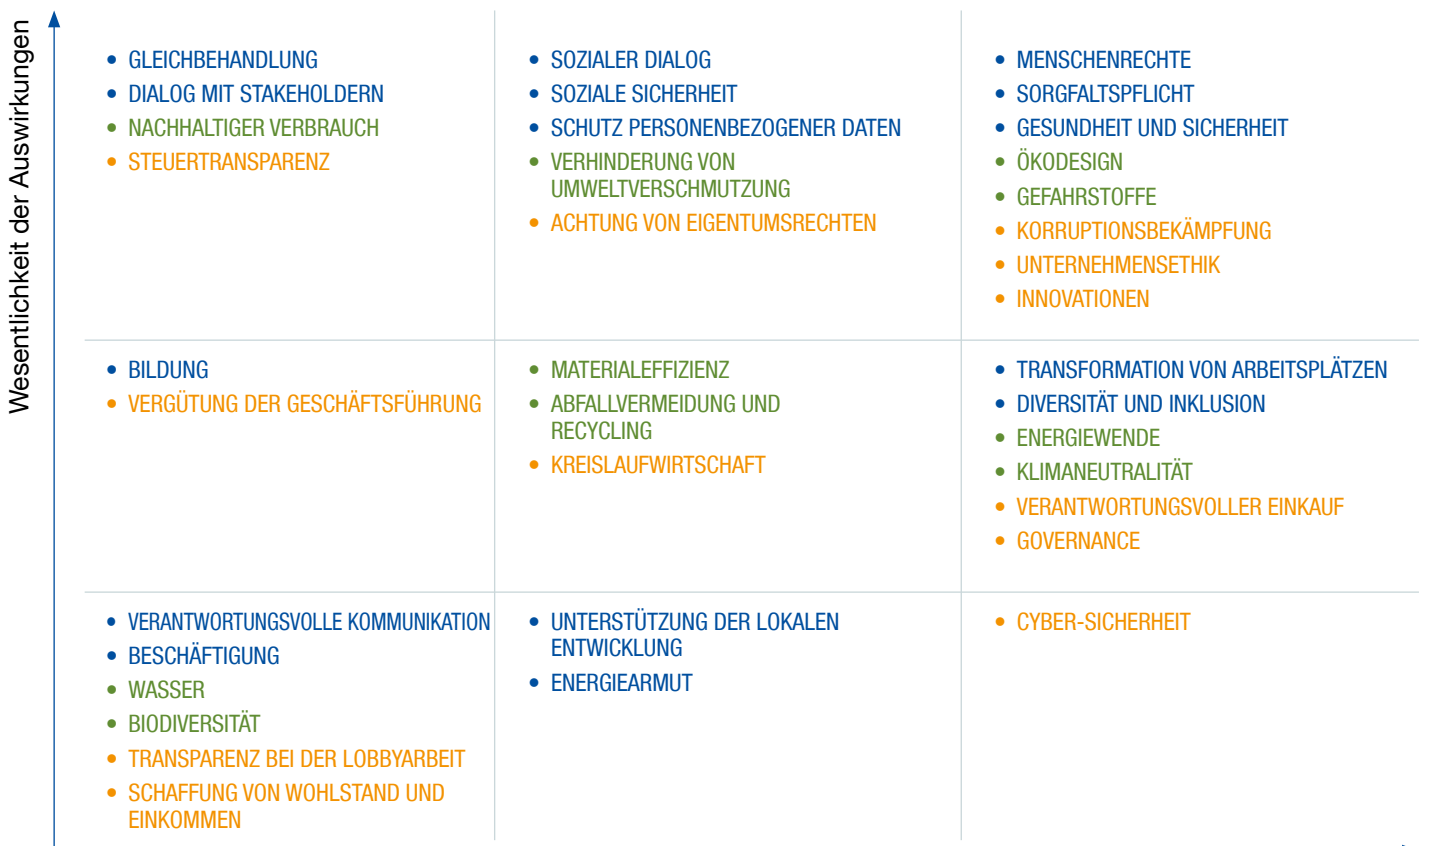 Wesentlichkeit der Auswirkungen
• GLEICHBEHANDLUNG
• DIALOG MIT STAKEHOLDERN
• NACHHALTIGER VERBRAUCH
• STEUERTRANSPARENZ
• SOZIALER DIALOG
• SOZIALE SICHERHEIT
• SCHUTZ PERSONENBEZOGENER DATEN
• VERHINDERUNG VON
UMWELTVERSCHMUTZUNG
• ACHTUNG VON EIGENTUMSRECHTEN
• MENSCHENRECHTE
• SORGFALTSPFLICHT
• GESUNDHEIT UND SICHERHEIT
• ÖKODESIGN
• GEFAHRSTOFFE
• KORRUPTIONSBEKÄMPFUNG
• UNTERNEHMENSETHIK
• INNOVATIONEN
• BILDUNG
• VERGÜTUNG DER GESCHÄFTSFÜHRUNG
• MATERIALEFFIZIENZ
• ABFALLVERMEIDUNG UND
RECYCLING
• KREISLAUFWIRTSCHAFT
• TRANSFORMATION VON ARBEITSPLÄTZEN
• DIVERSITÄT UND INKLUSION
• ENERGIEWENDE
• KLIMANEUTRALITÄT
• VERANTWORTUNGSVOLLER EINKAUF
• GOVERNANCE
• VERANTWORTUNGSVOLLE KOMMUNIKATION
• BESCHÄFTIGUNG
• WASSER
• BIODIVERSITÄT
• TRANSPARENZ BEI DER LOBBYARBEIT
• SCHAFFUNG VON WOHLSTAND UND
EINKOMMEN
• UNTERSTÜTZUNG DER LOKALEN
ENTWICKLUNG
• ENERGIEARMUT
• CYBER-SICHERHEIT